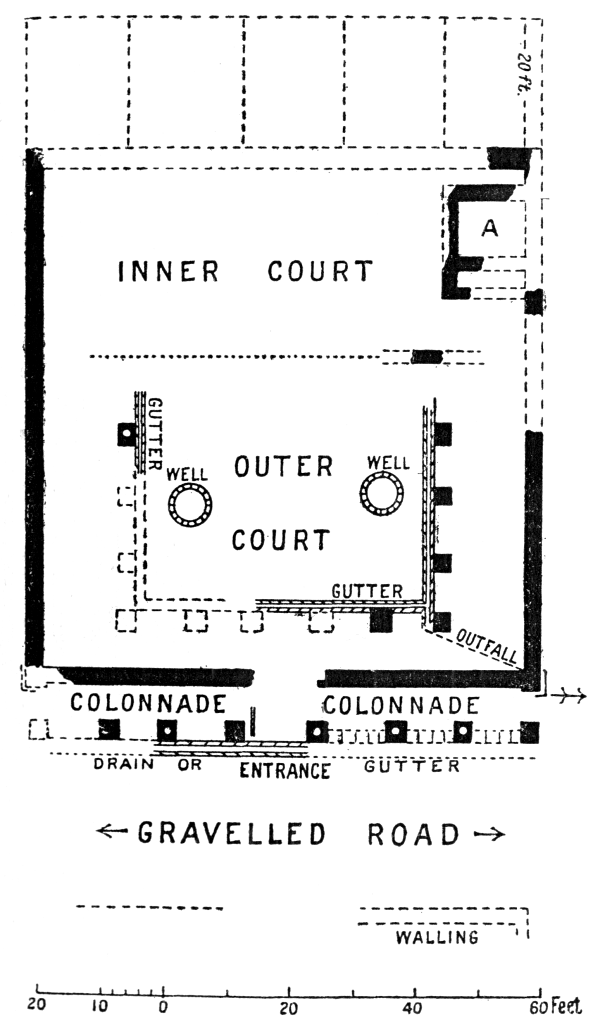 20 ft.
A
INNER COURT
GUTTER
WELL
OUTER
WELL
COURT
GUTTER
OUTFALL
COLONNADE
COLONNADE
DRAIN OR
ENTRANCE
GUTTER
GRAVELLED ROAD
WALLING
20 10 0 20 40 60 Feet